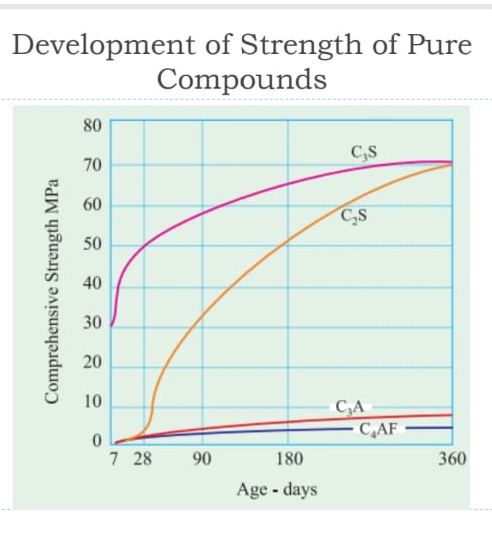 Development of Strength of Pure
Compounds
Comprehensive Strength MPa
80
70
60
50
40
30
20
10
0
C₃S
C₂S
C₃A
C₄AF
7 28 90 180 360
Age - days